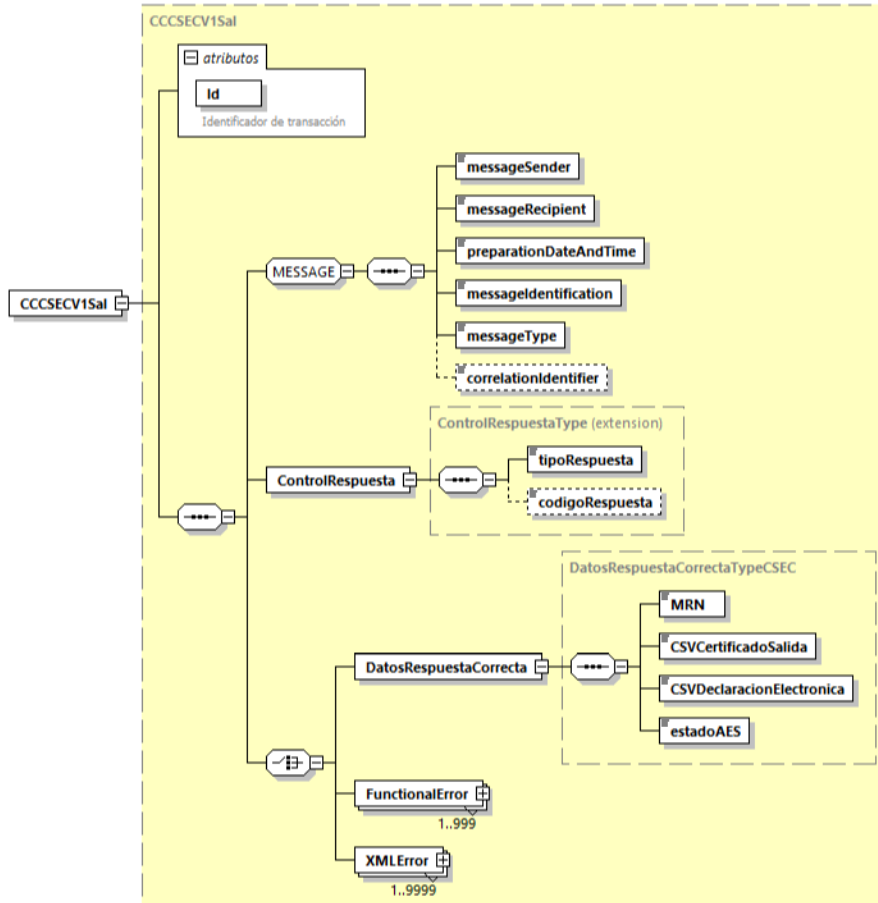 CCCSECV1Sal
atributos
Id
Identificador de transacción
messageSender
messageRecipient
preparationDateAndTime
MESSAGE
messageIdentification
CCCSECV1Sal
messageType
correlationIdentifier
ControlRespuestaType (extension)
tipoRespuesta
ControlRespuesta
codigoRespuesta
DatosRespuestaCorrectaTypeCSEC
MRN
CSVCertificadoSalida
DatosRespuestaCorrecta
CSVDeclaracionElectronica
estadoAES
FunctionalError
1..999
XMLError
1..9999